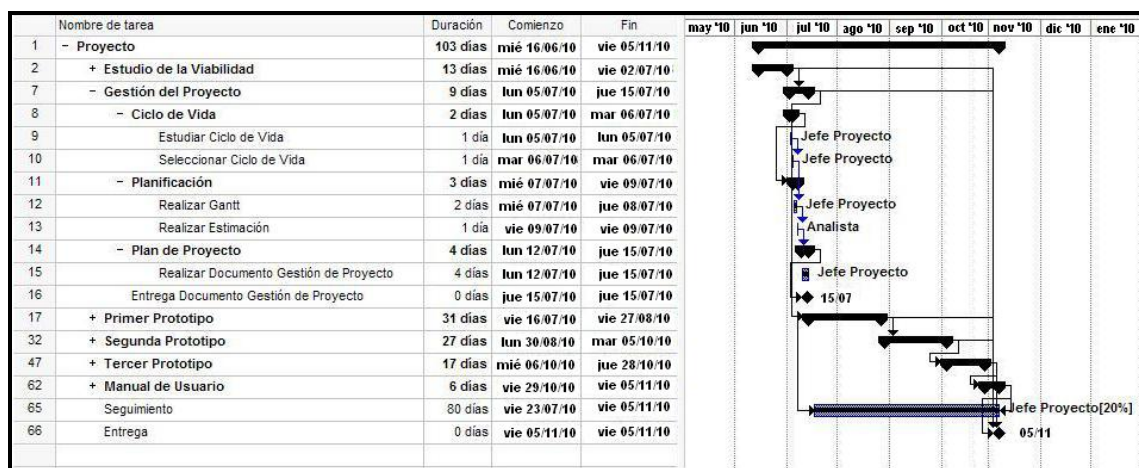 Nombre de tarea Duración Comienzo Fin may '10 jun '10 jul '10 ago '10 sep '10 oct '10 nov '10 dic '10 ene '10
1 - Proyecto 103 días mié 16/06/10 vie 05/11/10
2 + Estudio de la Viabilidad 13 días mié 16/06/10 vie 02/07/10
7 - Gestión del Proyecto 9 días lun 05/07/10 jue 15/07/10
8 - Ciclo de Vida 2 días lun 05/07/10 mar 06/07/10
9 Estudiar Ciclo de Vida 1 día lun 05/07/10 lun 05/07/10 Jefe Proyecto
10 Seleccionar Ciclo de Vida 1 día mar 06/07/10 mar 06/07/10 Jefe Proyecto
11 - Planificación 3 días mié 07/07/10 vie 09/07/10
12 Realizar Gantt 2 días mié 07/07/10 jue 08/07/10 Jefe Proyecto
13 Realizar Estimación 1 día vie 09/07/10 vie 09/07/10 Analista
14 - Plan de Proyecto 4 días lun 12/07/10 jue 15/07/10
15 Realizar Documento Gestión de Proyecto 4 días lun 12/07/10 jue 15/07/10 Jefe Proyecto
16 Entrega Documento Gestión de Proyecto 0 días jue 15/07/10 jue 15/07/10 15/07
17 + Primer Prototipo 31 días vie 16/07/10 vie 27/08/10
32 + Segunda Prototipo 27 días lun 30/08/10 mar 05/10/10
47 + Tercer Prototipo 17 días mié 06/10/10 jue 28/10/10
62 + Manual de Usuario 6 días vie 29/10/10 vie 05/11/10
65 Seguimiento 80 días vie 23/07/10 vie 05/11/10 Jefe Proyecto[20%]
66 Entrega 0 días vie 05/11/10 vie 05/11/10 05/11